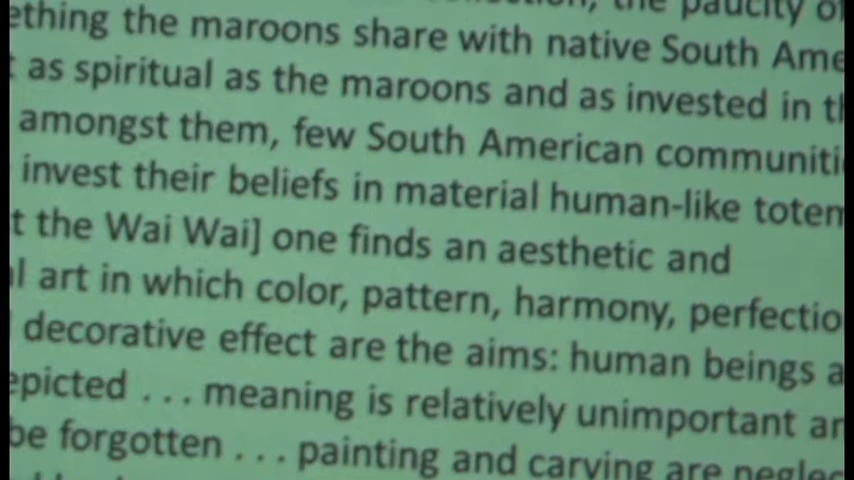 the paucity
ething the maroons share with native South Ame
as spiritual as the maroons and as invested in t
amongst them, few South American communiti
invest their beliefs in material human-like totem
t the Wai Wai] one finds an aesthetic and
l art in which color, pattern, harmony, perfectio
decorative effect are the aims: human beings a
epicted . . . meaning is relatively unimportant an
be forgotten . . . painting and carving are neglec